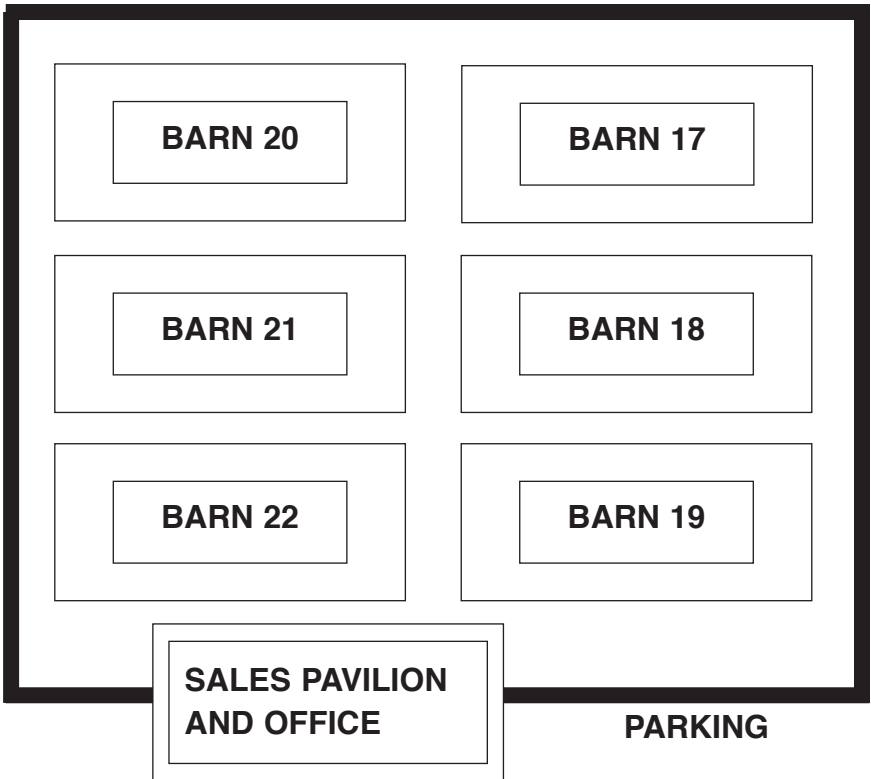 BARN 20
BARN 17
BARN 21
BARN 18
BARN 22
BARN 19
SALES PAVILION
AND OFFICE
PARKING